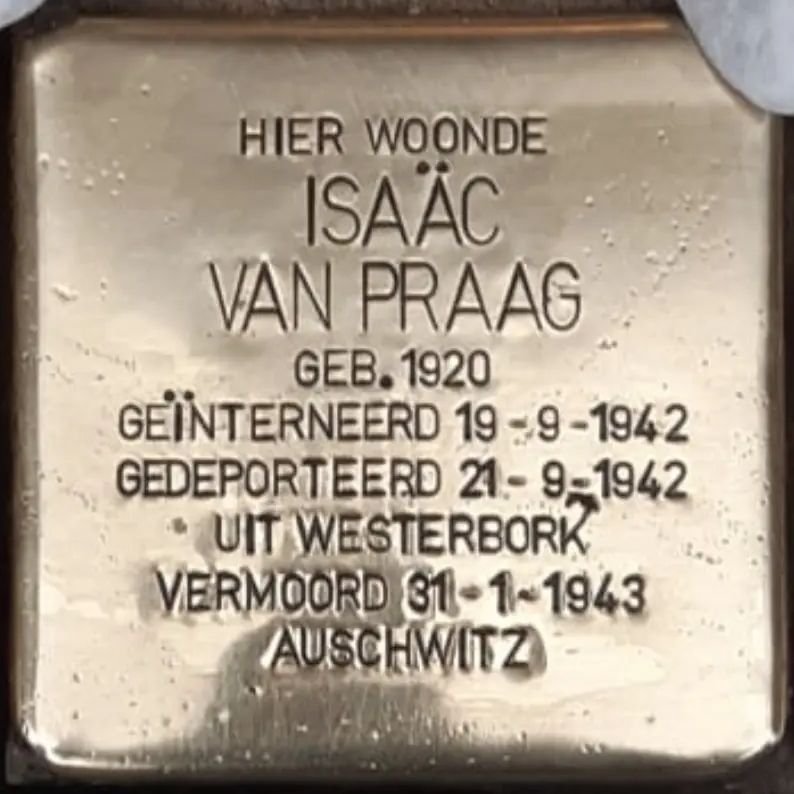 HIER WOONDE
ISAÄC
VAN PRAAG
GEB. 1920
GEÏNTERNEERD 19-9-1942
GEDEPORTEERD 21-9-1942
UIT WESTERBORK
VERMOORD 31-1-1943
AUSCHWITZ